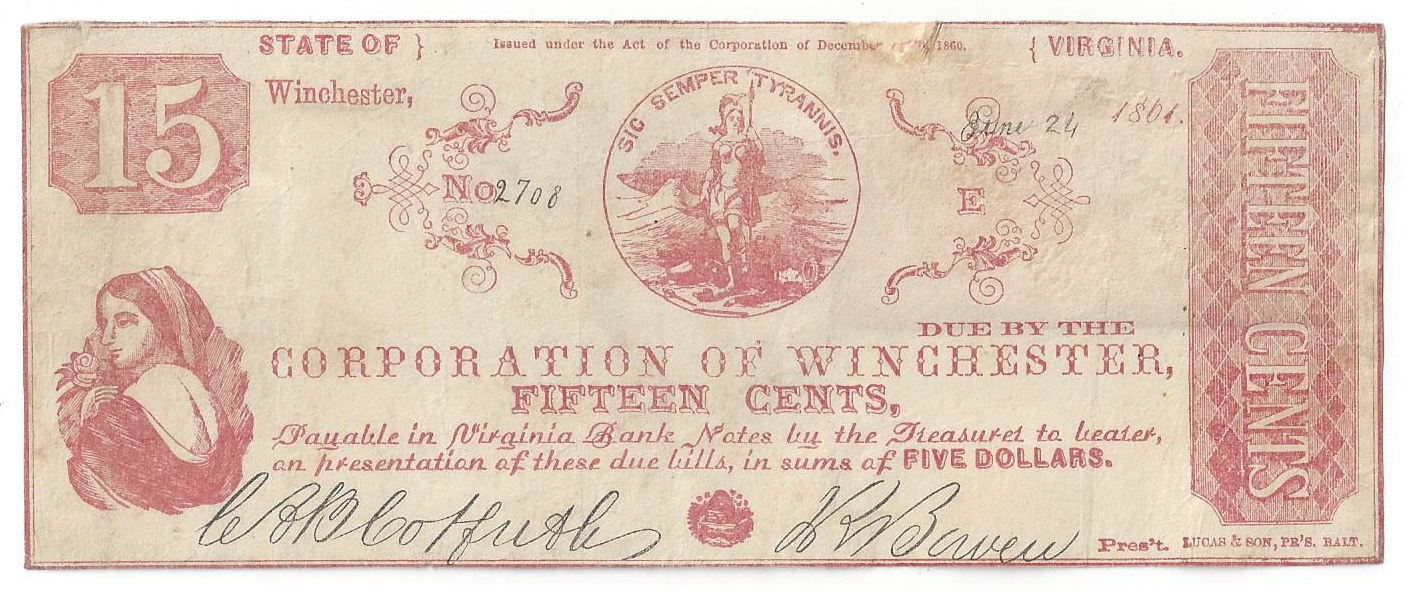 STATE OF } Issued under the Act of the Corporation of December 1860. { VIRGINIA.
15
Winchester,
SIC SEMPER TYRANNIS.
June 24 1861.
No 2708
E
FIFTEEN CENTS
DUE BY THE
CORPORATION OF WINCHESTER,
FIFTEEN CENTS,
Payable in Virginia Bank Notes by the Treasurer to bearer,
on presentation of these due bills, in sums of FIVE DOLLARS.
Bowen Pres't. LUCAS & SON, PR'S. BALT.